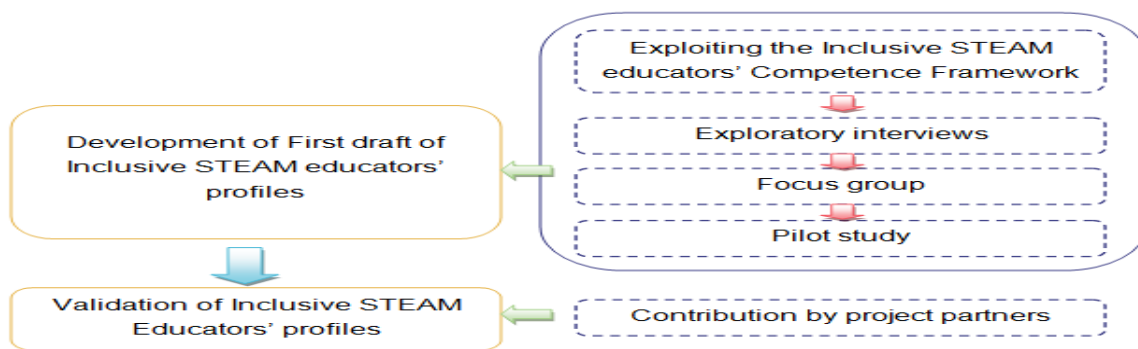 Exploiting the Inclusive STEAM
educators’ Competence Framework
Exploratory interviews
Focus group
Pilot study
Development of First draft of
Inclusive STEAM educators’
profiles
Validation of Inclusive STEAM
Educators’ profiles
Contribution by project partners